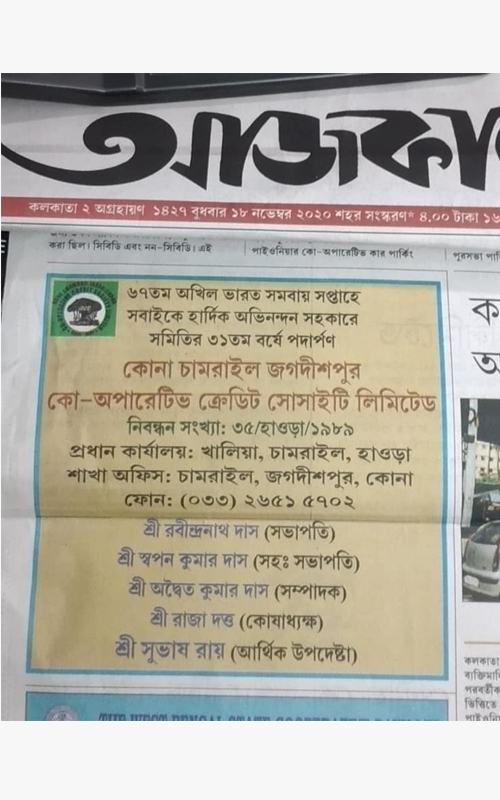 আজকা
কলকাতা ২ অগ্রহায়ণ ১৪২৭ বুধবার ১৮ নভেম্বর ২০২০ শহর সংস্করণ* ৪.০০ টাকা ১৬
করা ছিল। সিবিডি এবং নন-সিবিডি। এই
পাইওনিয়ার কো-অপারেটিভ কার পার্কিং
পুরসভা
৬৭তম অখিল ভারত সমবায় সপ্তাহে
সবাইকে হার্দিক অভিনন্দন সহকারে
সমিতির ৩১তম বর্ষে পদার্পণ
কোনা চামরাইল জগদীশপুর
কো-অপারেটিভ ক্রেডিট সোসাইটি লিমিটেড
নিবন্ধন সংখ্যা: ৩৫/হাওড়া/১৯৮৯
প্রধান কার্যালয়: খালিয়া, চামরাইল, হাওড়া
শাখা অফিস: চামরাইল, জগদীশপুর, কোনা
ফোন: (০৩৩) ২৬৫১ ৫৭০২
শ্রী রবীন্দ্রনাথ দাস (সভাপতি)
শ্রী স্বপন কুমার দাস (সহঃ সভাপতি)
শ্রী অদ্বৈত কুমার দাস (সম্পাদক)
শ্রী রাজা দত্ত (কোষাধ্যক্ষ)
শ্রী সুভাষ রায় (আর্থিক উপদেষ্টা)
ক
কলকাতা
ব্যক্তিমা
পরবর্তীক
ভিত্তিতে
পাইওনি
THE WEST BENGAL STATE